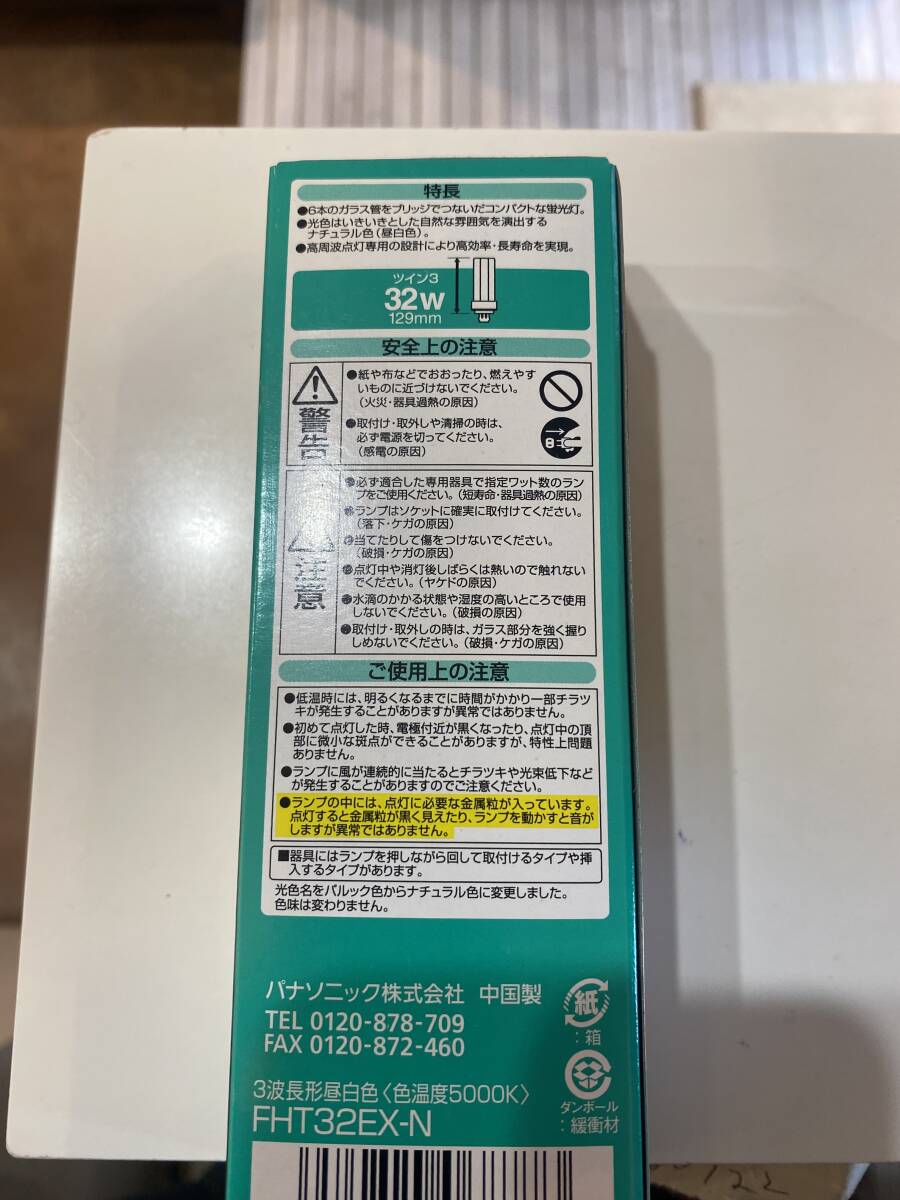 特長
●6本のガラス管をブリッジでつないだコンパクトな蛍光灯。
●光色はいきいきとした自然な雰囲気を演出する
ナチュラル色(昼白色)。
●高周波点灯専用の設計により高効率・長寿命を実現。
ツイン3
32W
129mm
安全上の注意
警告
●紙や布などでおおったり、燃えやす
いものに近づけないでください。
(火災・器具過熱の原因)
●取付け・取外しや清掃の時は、
必ず電源を切ってください。
(感電の原因)
注意
●必ず適合した専用器具で指定ワット数のラン
プをご使用ください。(短寿命・器具過熱の原因)
●ランプはソケットに確実に取付けてください。
(落下・ケガの原因)
●当てたりして傷をつけないでください。
(破損・ケガの原因)
●点灯中や消灯後しばらくは熱いので触れない
でください。(ヤケドの原因)
●水滴のかかる状態や湿度の高いところで使用
しないでください。(破損の原因)
●取付け・取外しの時は、ガラス部分を強く握り
しめないでください。(破損・ケガの原因)
ご使用上の注意
●低温時には、明るくなるまでに時間がかかり一部チラツ
キが発生することがありますが異常ではありません。
●初めて点灯した時、電極付近が黒くなったり、点灯中の頂
部に微小な斑点ができることがありますが、特性上問題
ありません。
●ランプに風が連続的に当たるとチラツキや光束低下など
が発生することがありますのでご注意ください。
●ランプの中には、点灯に必要な金属粒が入っています。
点灯すると金属粒が黒く見えたり、ランプを動かすと音が
しますが異常ではありません。
■器具にはランプを押しながら回して取付けるタイプや挿
入するタイプがあります。
光色名をパルック色からナチュラル色に変更しました。
色味は変わりません。
パナソニック株式会社 中国製
TEL 0120-878-709
FAX 0120-872-460
紙
:箱
3波長形昼白色〈色温度5000K〉
FHT32EX-N
ダンボール
:緩衝材